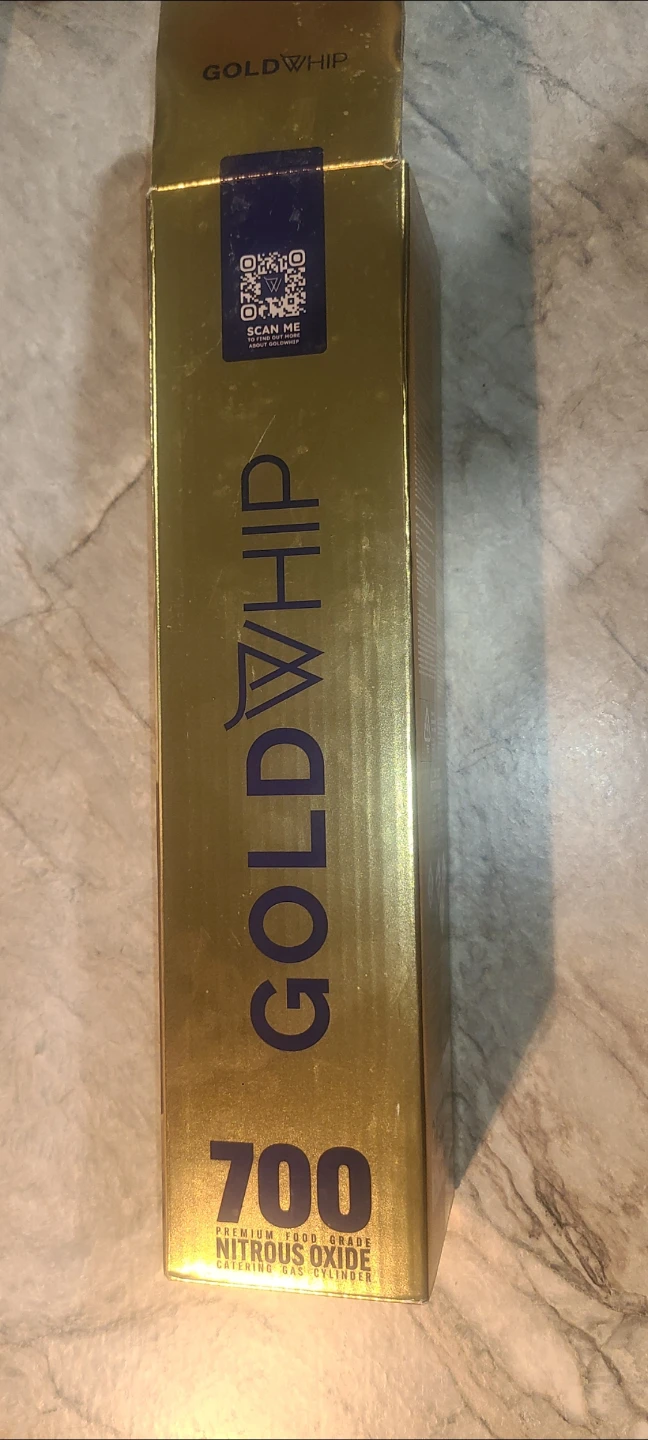 GOLDWHIP
SCAN ME
TO FIND OUT MORE
ABOUT GOLDWHIP
GOLDWHIP
700
PREMIUM FOOD GRADE
NITROUS OXIDE
CATERING GAS CYLINDER